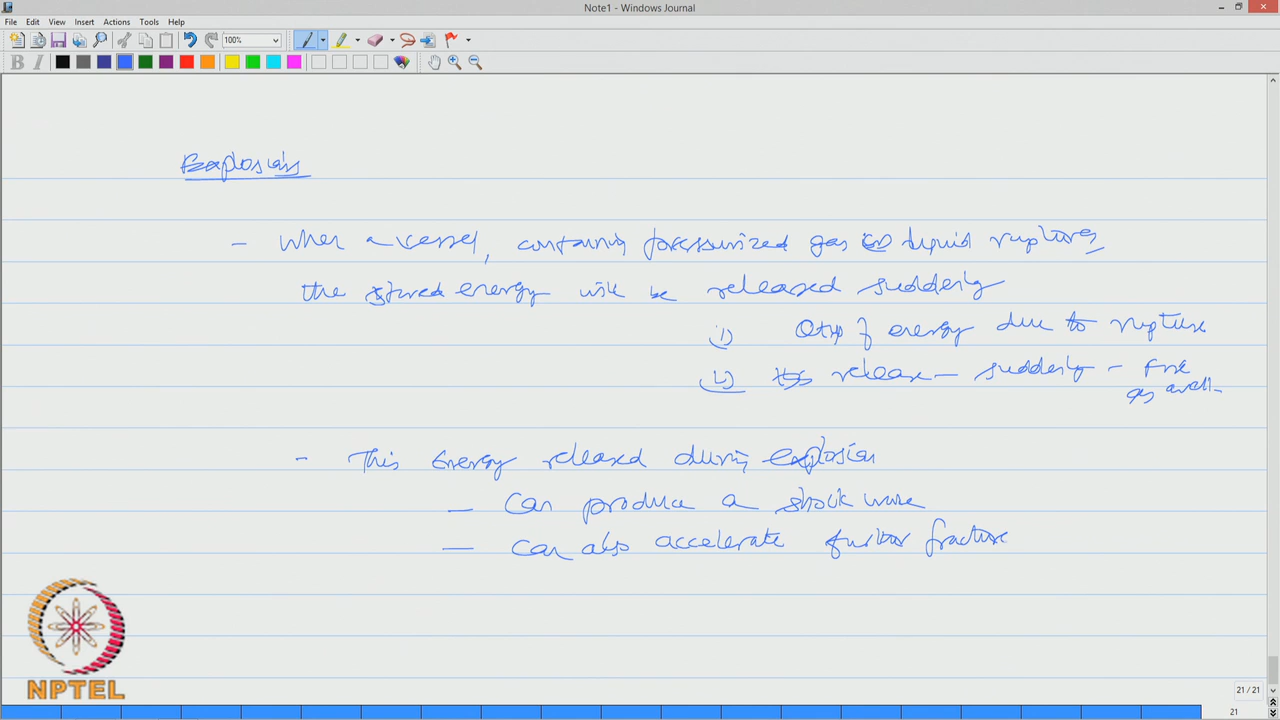 Note1 - Windows Journal
File Edit View Insert Actions Tools Help
100%
B I
Explosions
- When a vessel, containing pressurized gas (or) liquid ruptures,
the stored energy will be released suddenly
1) of energy due to rupture
2) release - suddenly -
- This Energy released during explosion
- Can produce a shock wave
- Can also accelerate further fracture
NPTEL
21 / 21
21